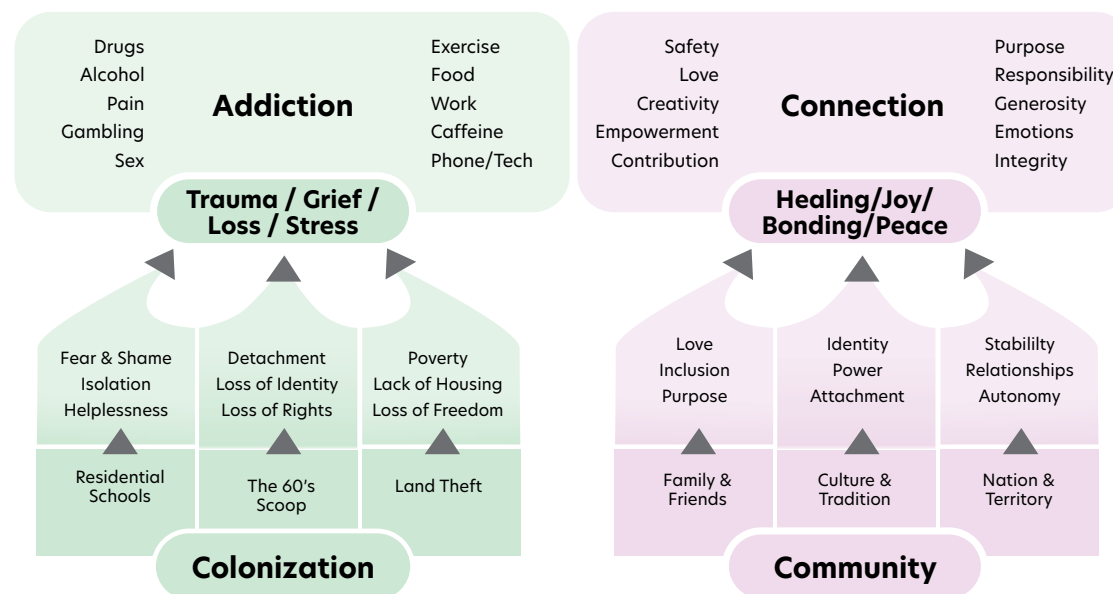 Drugs
Alcohol
Pain
Gambling
Sex
Addiction
Exercise
Food
Work
Caffeine
Phone/Tech
Trauma / Grief /
Loss / Stress
Fear & Shame
Isolation
Helplessness
Detachment
Loss of Identity
Loss of Rights
Poverty
Lack of Housing
Loss of Freedom
Residential
Schools
The 60's
Scoop
Land Theft
Colonization
Safety
Love
Creativity
Empowerment
Contribution
Connection
Purpose
Responsibility
Generosity
Emotions
Integrity
Healing/Joy/
Bonding/Peace
Love
Inclusion
Purpose
Identity
Power
Attachment
Stabililty
Relationships
Autonomy
Family &
Friends
Culture &
Tradition
Nation &
Territory
Community